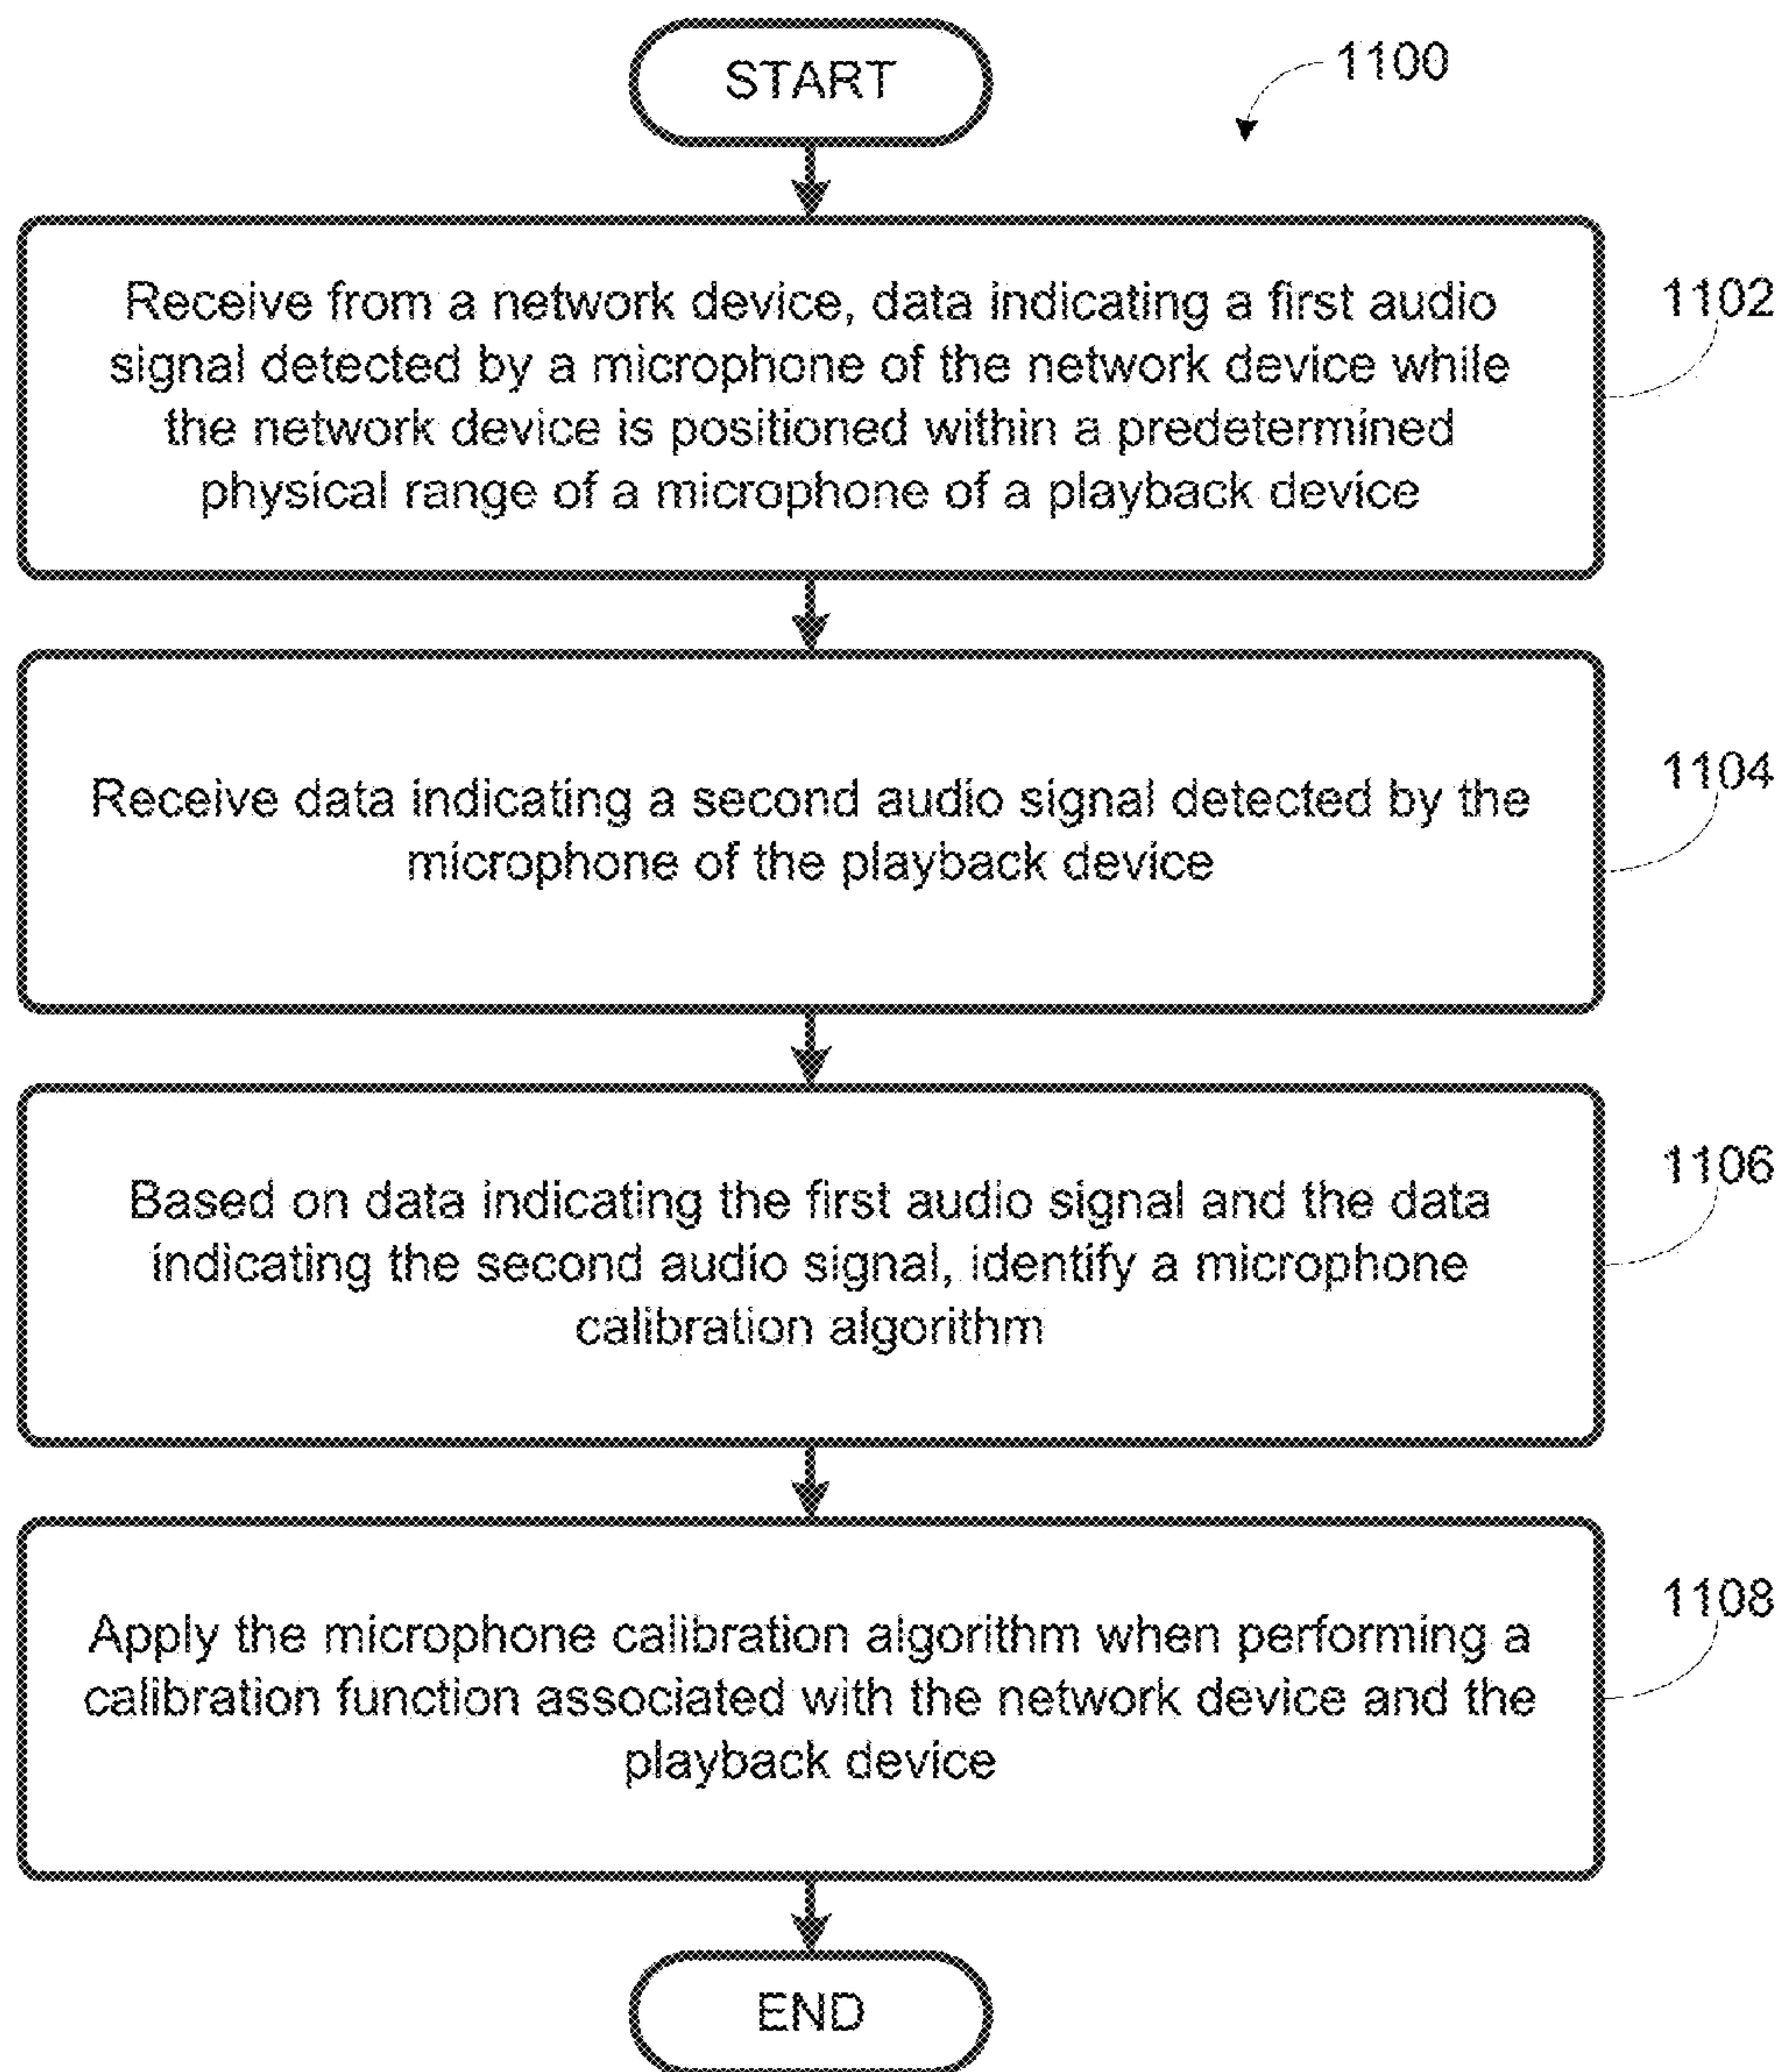 START
1100
Receive from a network device, data indicating a first audio
signal detected by a microphone of the network device while
the network device is positioned within a predetermined
physical range of a microphone of a playback device
1102
Receive data indicating a second audio signal detected by the
microphone of the playback device
1104
Based on data indicating the first audio signal and the data
indicating the second audio signal, identify a microphone
calibration algorithm
1106
Apply the microphone calibration algorithm when performing a
calibration function associated with the network device and the
playback device
1108
END